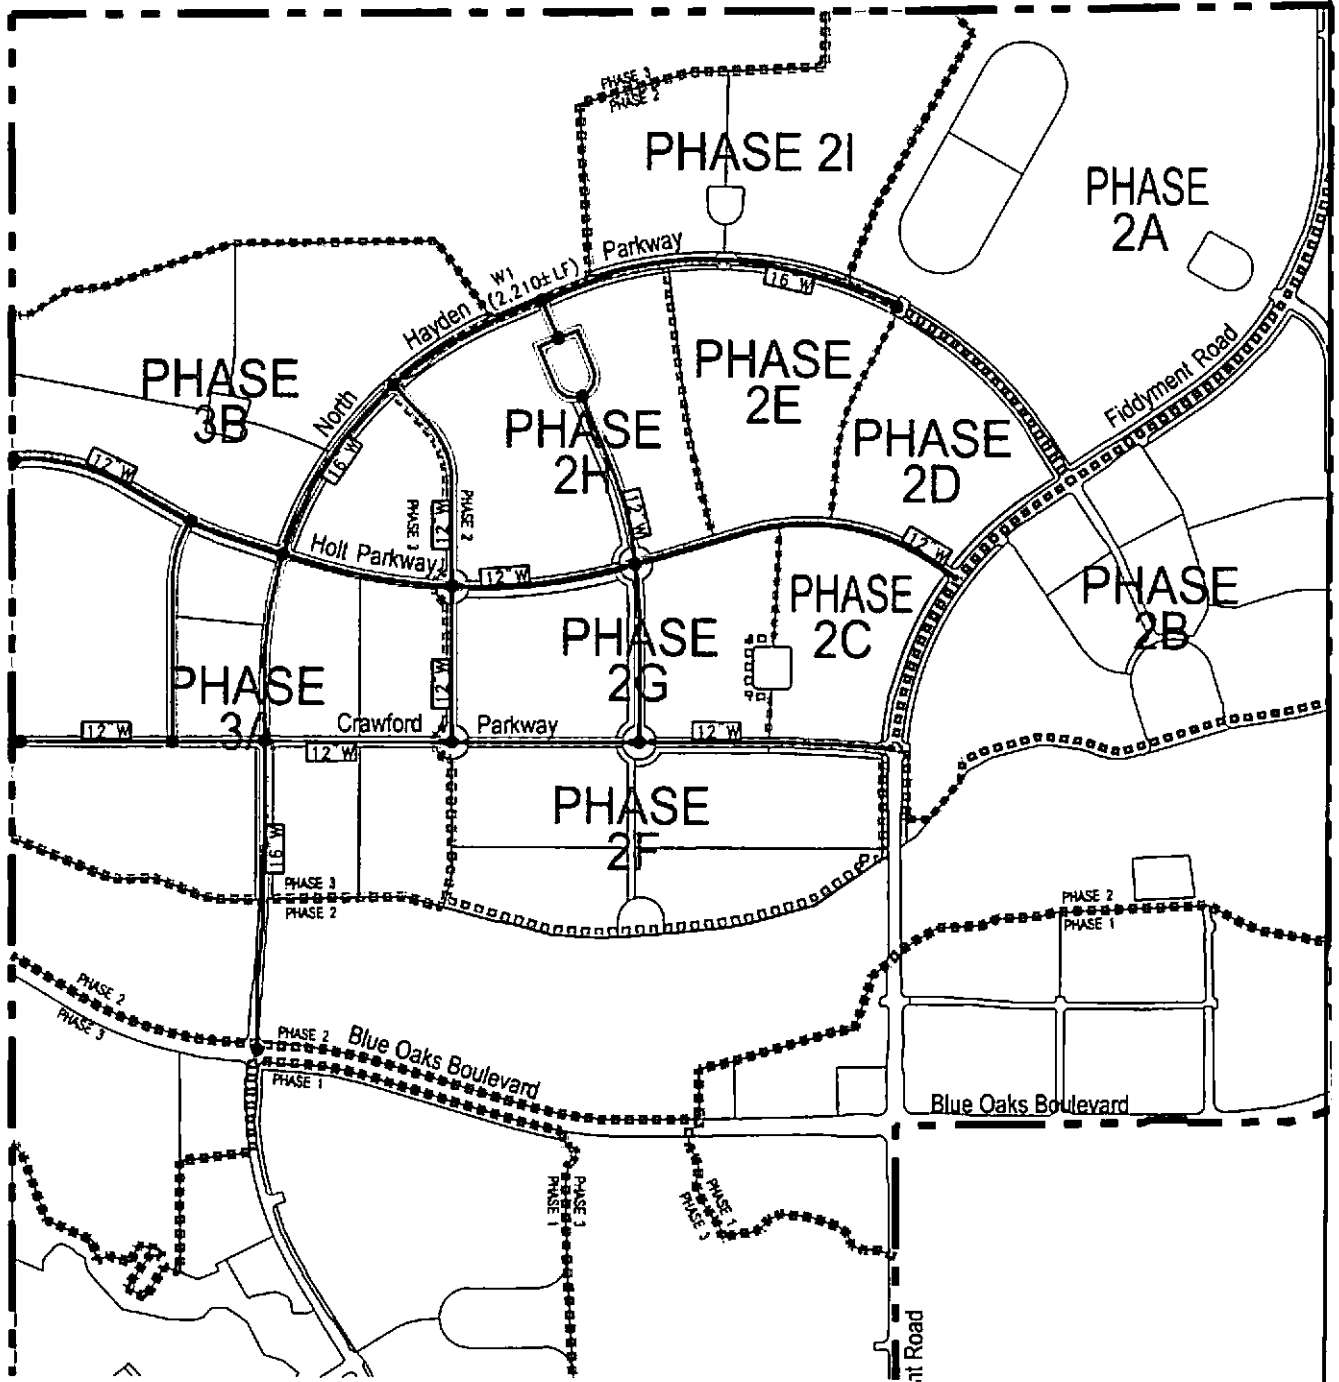 PHASE 3
PHASE 2
PHASE 2I
PHASE
2A
Parkway
W1
(2,210± LF)
Hayden
North
16" W
16" W
PHASE
3B
PHASE
2E
Fiddyment Road
PHASE
2H
PHASE
2D
12" W
12" W
12" W
12" W
PHASE 2
PHASE 3
Holt Parkway
12" W
PHASE
2B
PHASE
2C
PHASE
2G
PHASE
12" W
Crawford
Parkway
12" W
12" W
12" W
PHASE
2F
16" W
PHASE 3
PHASE 2
PHASE 2
PHASE 1
PHASE 2
PHASE 3
PHASE 2
PHASE 1
Blue Oaks Boulevard
Blue Oaks Boulevard
PHASE 1
PHASE 3
PHASE 1
PHASE
nt Road